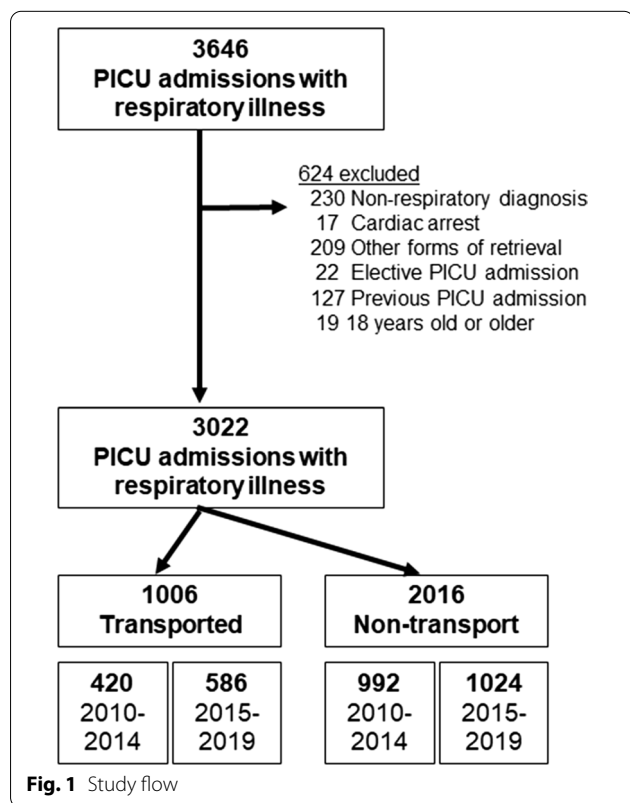 3646
PICU admissions with
respiratory illness
624 excluded
230 Non-respiratory diagnosis
17 Cardiac arrest
209 Other forms of retrieval
22 Elective PICU admission
127 Previous PICU admission
19 18 years old or older
3022
PICU admissions with
respiratory illness
1006
Transported
2016
Non-transport
420
2010-
2014
586
2015-
2019
992
2010-
2014
1024
2015-
2019
Fig. 1 Study flow